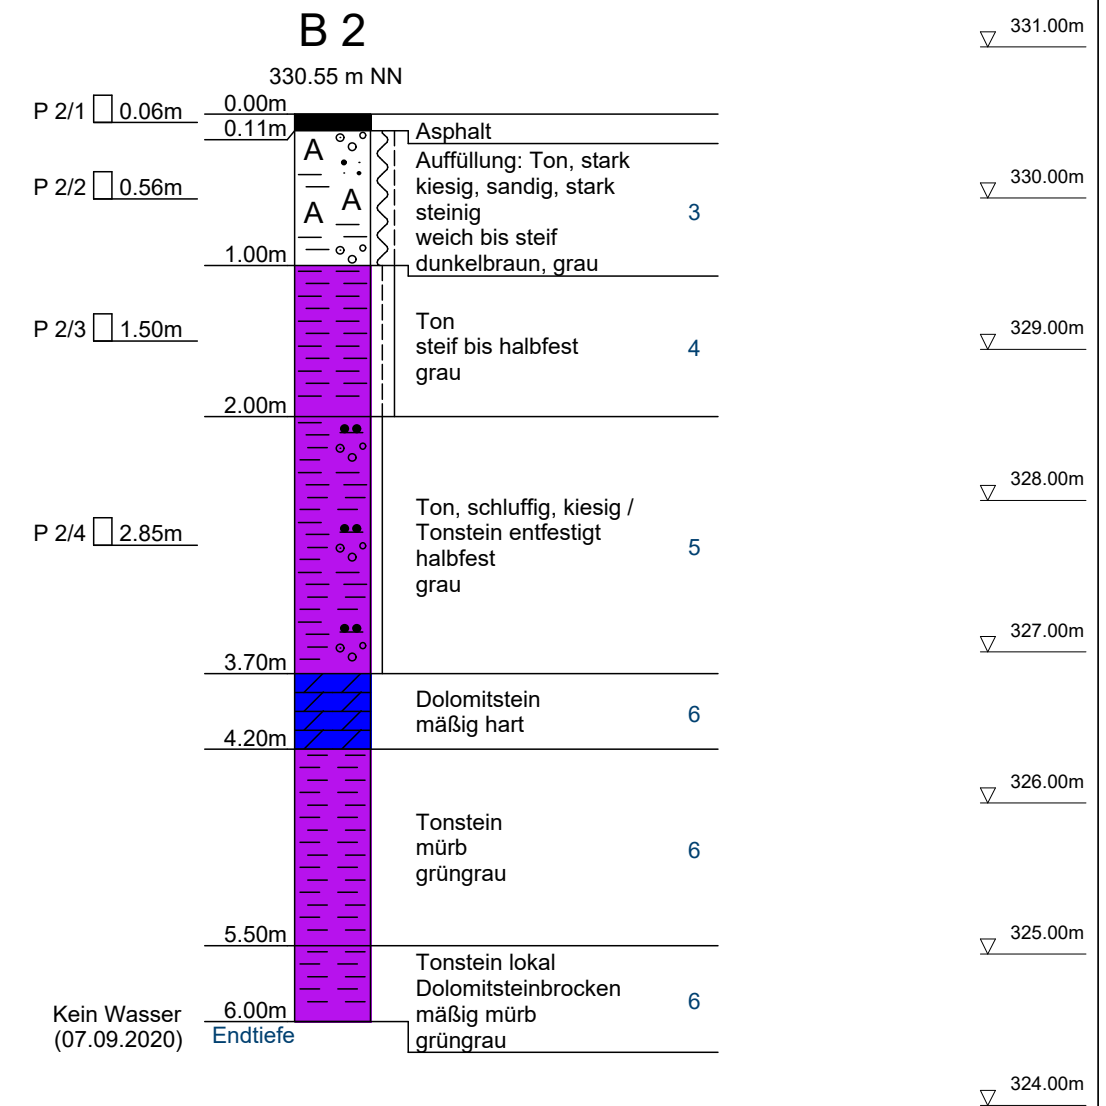 B 2
331.00m
330.55 m NN
P 2/1 0.06m
0.00m
0.11m
Asphalt
A
Auffüllung: Ton, stark
kiesig, sandig, stark
steinig
weich bis steif
dunkelbraun, grau
3
P 2/2 0.56m
A
A
330.00m
1.00m
Ton
steif bis halbfest
grau
4
P 2/3 1.50m
329.00m
2.00m
328.00m
Ton, schluffig, kiesig /
Tonstein entfestigt
halbfest
grau
5
P 2/4 2.85m
327.00m
3.70m
Dolomitstein
mäßig hart
6
4.20m
326.00m
Tonstein
mürb
grüngrau
6
5.50m
325.00m
Tonstein lokal
Dolomitsteinbrocken
mäßig mürb
grüngrau
6
6.00m
Endtiefe
Kein Wasser
(07.09.2020)
324.00m